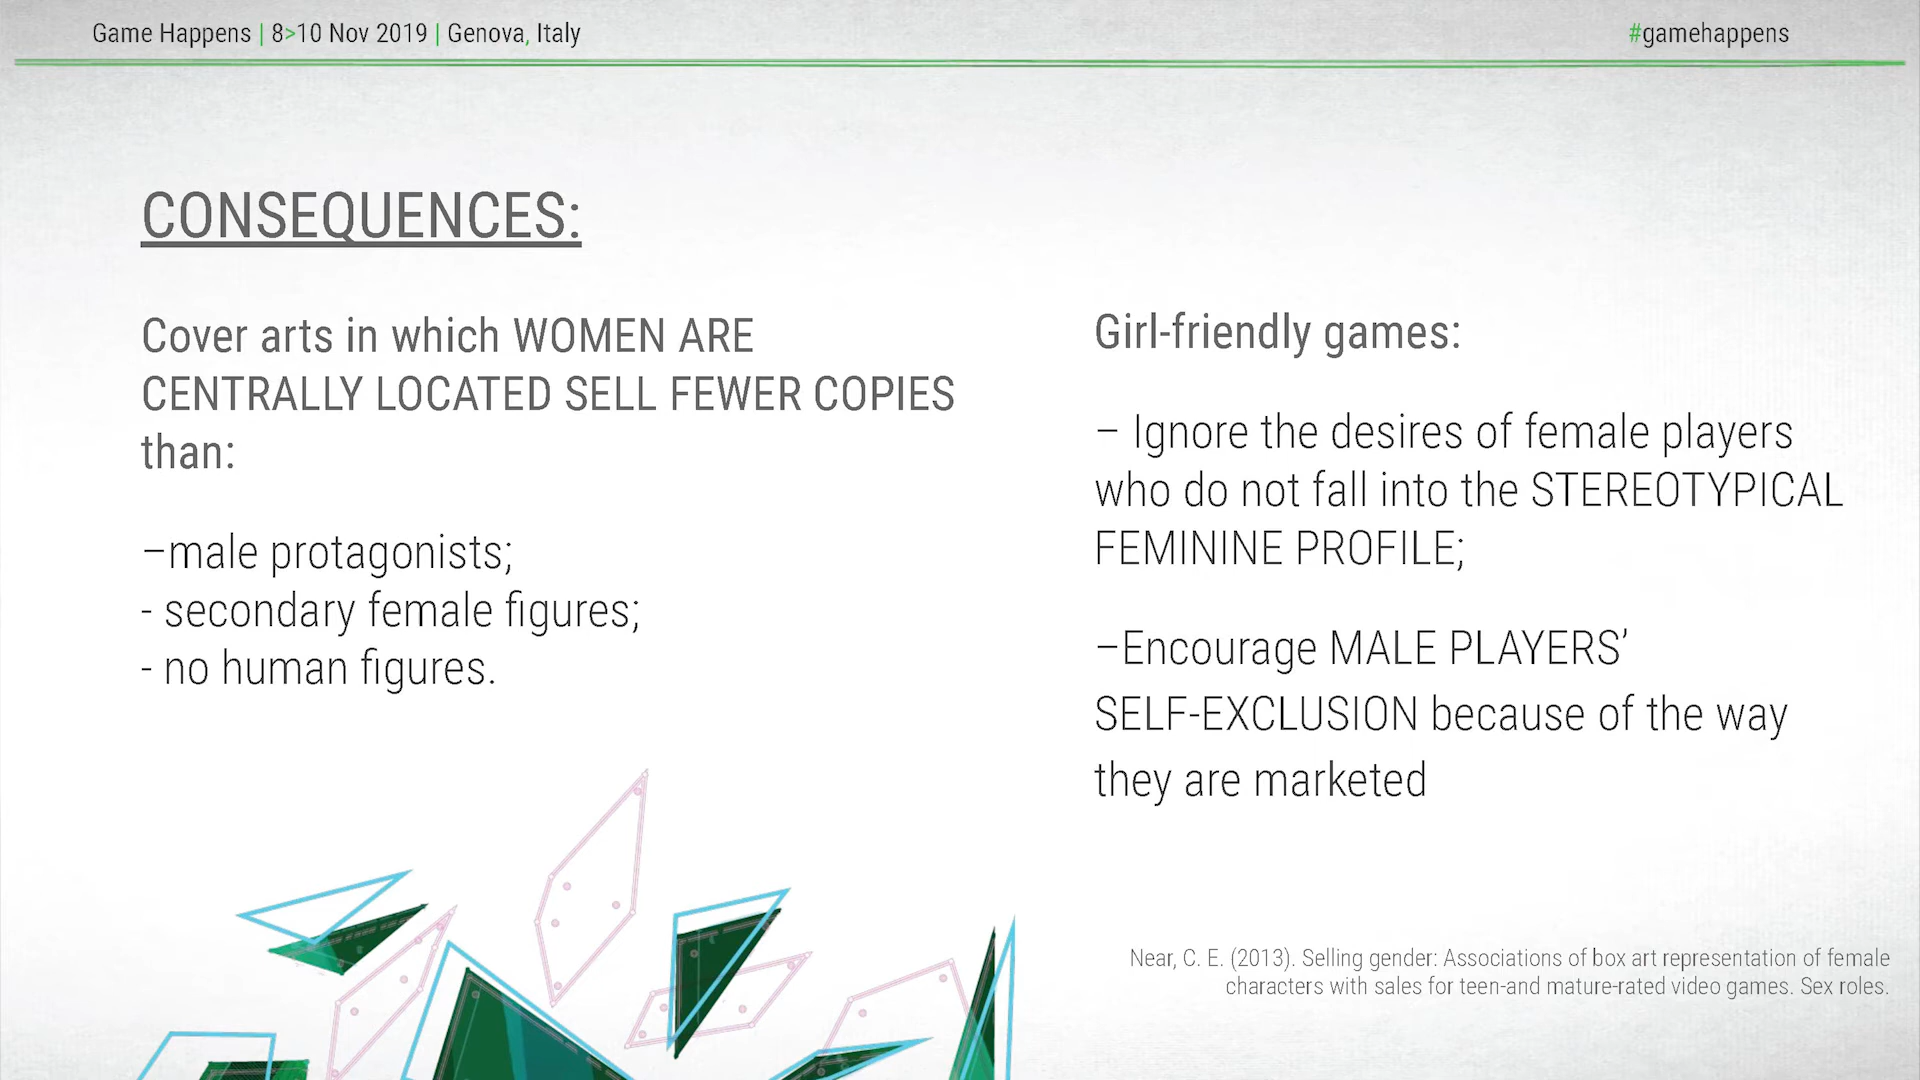 Game Happens | 8>10 Nov 2019 | Genova, Italy
#gamehappens
CONSEQUENCES:
Cover arts in which WOMEN ARE
CENTRALLY LOCATED SELL FEWER COPIES
than:
–male protagonists;
- secondary female figures;
- no human figures.
Girl-friendly games:
– Ignore the desires of female players
who do not fall into the STEREOTYPICAL
FEMININE PROFILE;
–Encourage MALE PLAYERS’
SELF-EXCLUSION because of the way
they are marketed
Near, C. E. (2013). Selling gender: Associations of box art representation of female
characters with sales for teen-and mature-rated video games. Sex roles.